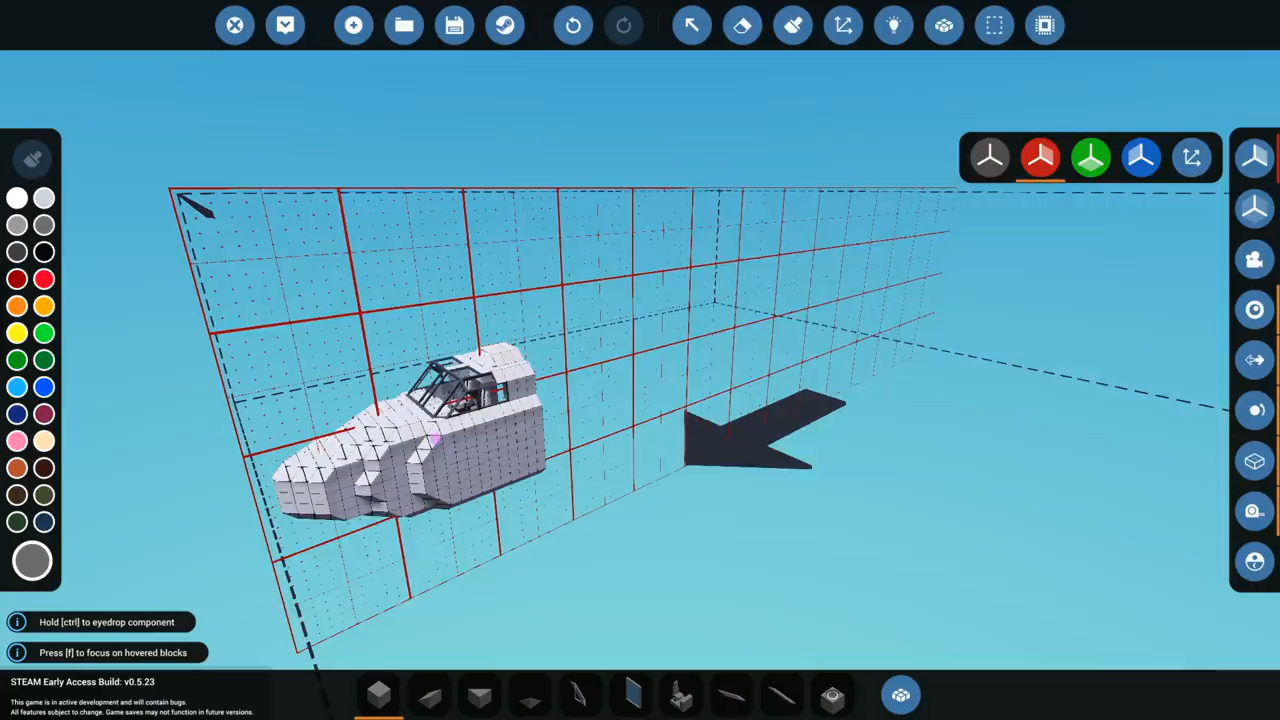 Hold [ctrl] to eyedrop component
Press [f] to focus on hovered blocks
STEAM Early Access Build: v0.5.23
This game is in active development and will contain bugs.
All features subject to change. Game saves may not function in future versions.